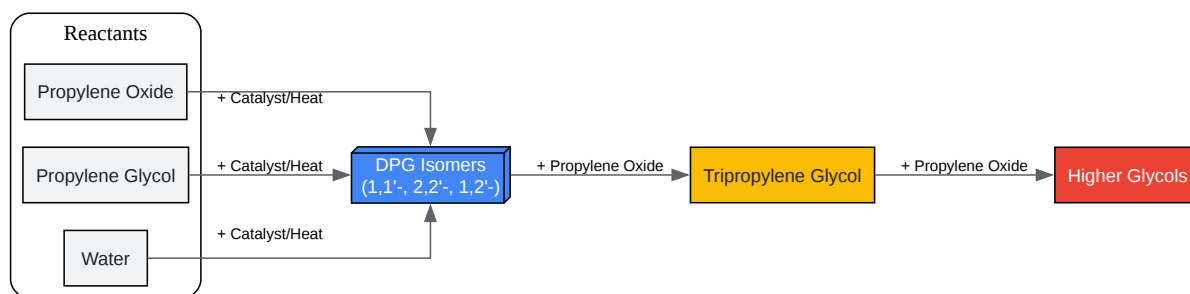 Reactants
Propylene Oxide
+ Catalyst/Heat
Propylene Glycol
+ Catalyst/Heat
DPG Isomers
(1,1'-, 2,2'-, 1,2'-)
+ Propylene Oxide
Tripropylene Glycol
+ Propylene Oxide
Higher Glycols
Water
+ Catalyst/Heat